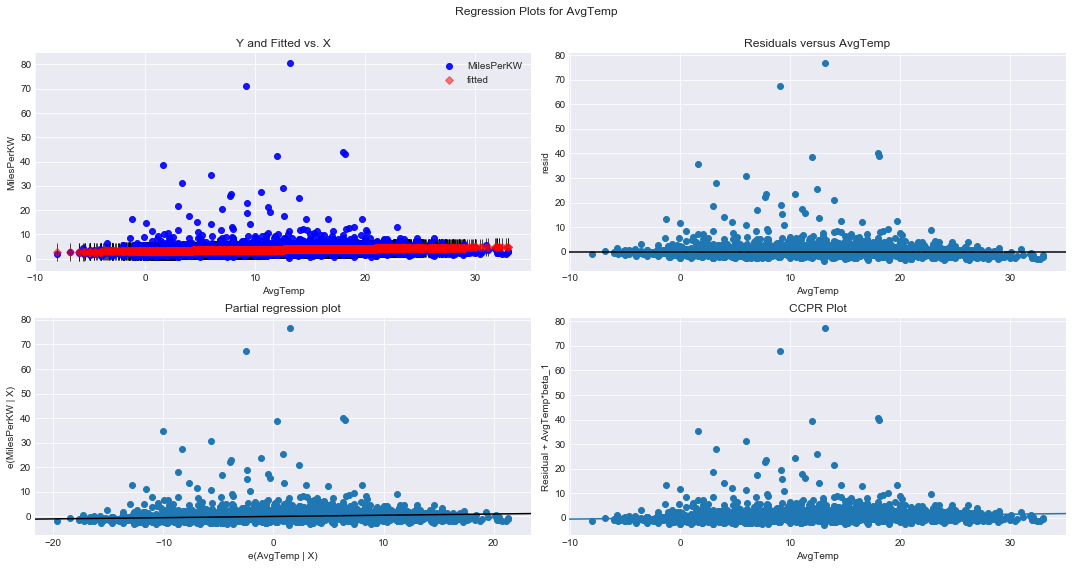 Regression Plots for AvgTemp
Y and Fitted vs. X
80
70
60
50
40
30
20
10
0
MilesPerKW
MilesPerKW
fitted
−10 0 10 20 30
AvgTemp
Residuals versus AvgTemp
80
70
60
50
40
30
20
10
0
resid
−10 0 10 20 30
AvgTemp
Partial regression plot
80
70
60
50
40
30
20
10
0
e(MilesPerKW | X)
−20 −10 0 10 20
e(AvgTemp | X)
CCPR Plot
80
70
60
50
40
30
20
10
0
Residual + AvgTemp*beta_1
−10 0 10 20 30
AvgTemp